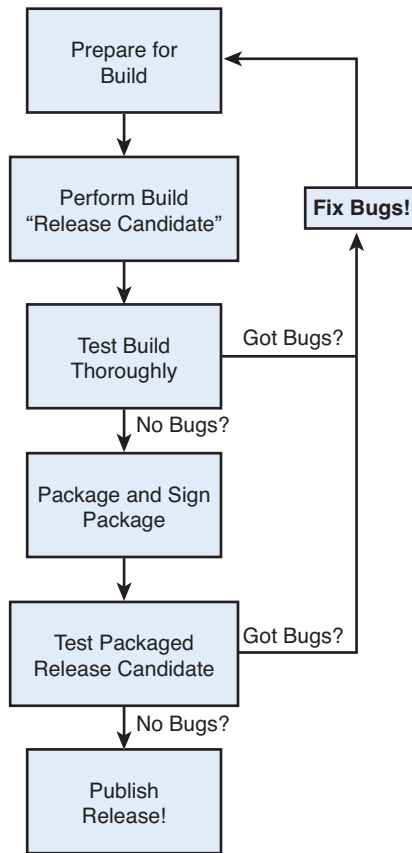 Prepare for
Build
Perform Build
“Release Candidate”
Fix Bugs!
Test Build
Thoroughly
Got Bugs?
No Bugs?
Package and Sign
Package
Test Packaged
Release Candidate
Got Bugs?
No Bugs?
Publish
Release!